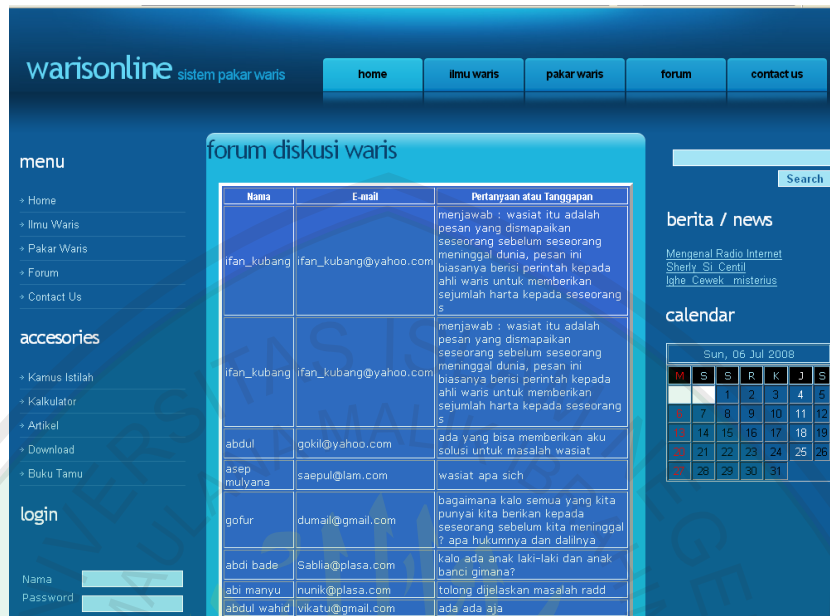 warisonline sistem pakar waris
home ilmu waris pakar waris forum contact us
menu
Home
Ilmu Waris
Pakar Waris
Forum
Contact Us
accesories
Kamus Istilah
Kalkulator
Artikel
Download
Buku Tamu
login
Nama
Password
forum diskusi waris
Nama E-mail Pertanyaan atau Tanggapan
ifan_kubang ifan_kubang@yahoo.com
menjawab : wasiat itu adalah
pesan yang dismapaikan
seseorang sebelum seseorang
meninggal dunia, pesan ini
biasanya berisi perintah kepada
ahli waris untuk memberikan
sejumlah harta kepada seseorang
s
ifan_kubang ifan_kubang@yahoo.com
menjawab : wasiat itu adalah
pesan yang dismapaikan
seseorang sebelum seseorang
meninggal dunia, pesan ini
biasanya berisi perintah kepada
ahli waris untuk memberikan
sejumlah harta kepada seseorang
s
abdul gokil@yahoo.com
ada yang bisa memberikan aku
solusi untuk masalah wasiat
asep
mulyana
saepul@lam.com wasiat apa sich
gofur dumail@gmail.com
bagaimana kalo semua yang kita
punyai kita berikan kepada
seseorang sebelum kita meninggal
? apa hukumnya dan dalilnya
abdi bade Sablia@plasa.com
kalo ada anak laki-laki dan anak
banci gimana?
abi manyu nunik@plasa.com tolong dijelaskan masalah radd
abdul wahid vikatu@gmail.com ada ada aja
Search
berita / news
Mengenal Radio Internet
Sherly Si Centil
Ighe Cewek misterius
calendar
Sun, 06 Jul 2008
M S S R K J S
1 2 3 4 5
6 7 8 9 10 11 12
13 14 15 16 17 18 19
20 21 22 23 24 25 26
27 28 29 30 31